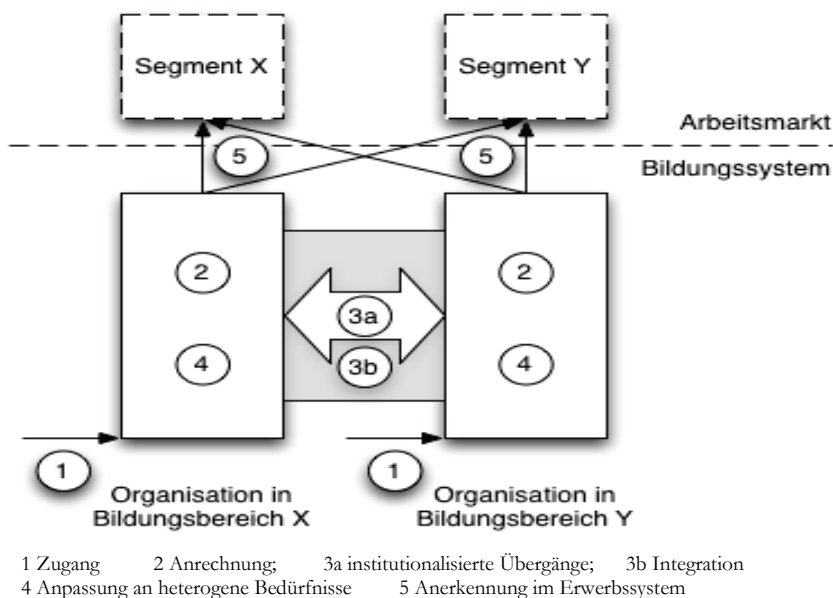 Segment X
Segment Y
Arbeitsmarkt
Bildungssystem
5
5
2
2
3a
4
3b
4
1
1
Organisation in
Bildungsbereich X
Organisation in
Bildungsbereich Y
1 Zugang 2 Anrechnung; 3a institutionalisierte Übergänge; 3b Integration
4 Anpassung an heterogene Bedürfnisse 5 Anerkennung im Erwerbssystem